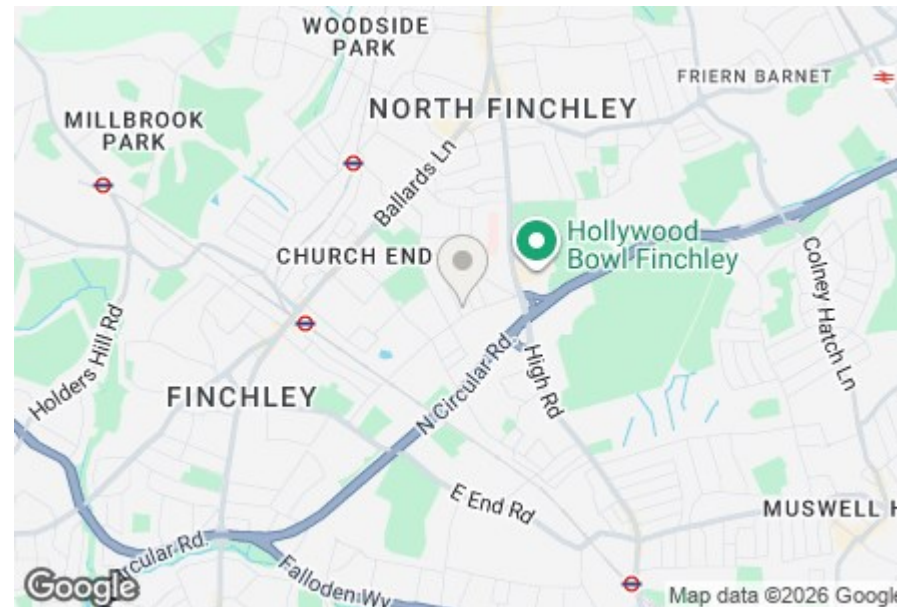 WOODSIDE
PARK
FRIERN BARNET
NORTH FINCHLEY
MILLBROOK
PARK
Ballards Ln
CHURCH END
Hollywood
Bowl Finchley
Colney Hatch Ln
Holders Hill Rd
N Circular Rd
High Rd
FINCHLEY
E End Rd
MUSWELL H
Circular Rd
Falloden Wy
Google
Map data ©2026 Google